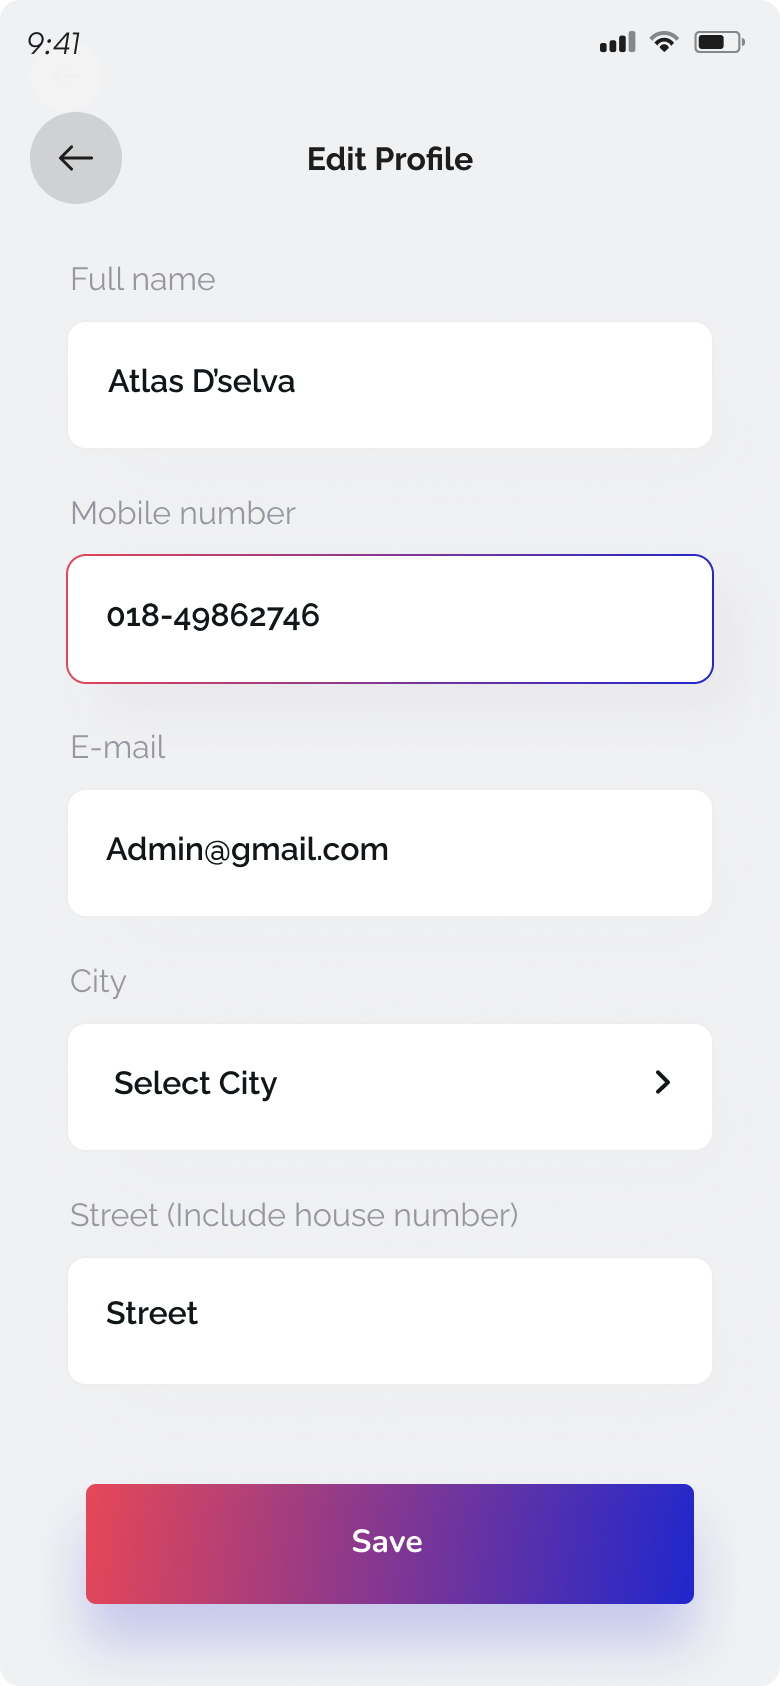 9:41
Edit Profile
Full name
Atlas D’selva
Mobile number
018-49862746
E-mail
Admin@gmail.com
City
Select City
Street (Include house number)
Street
Save